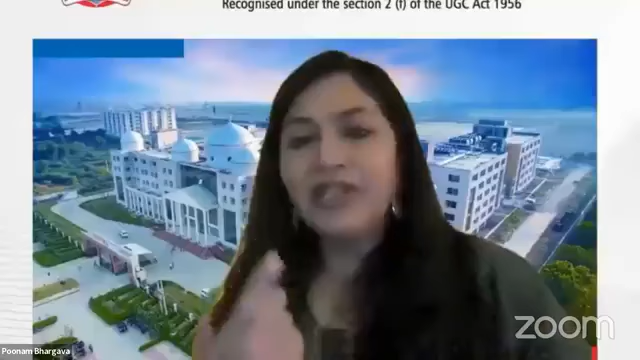 Recognised under the section 2 (f) of the UGC Act 1956
zoom
Poonam Bhargava